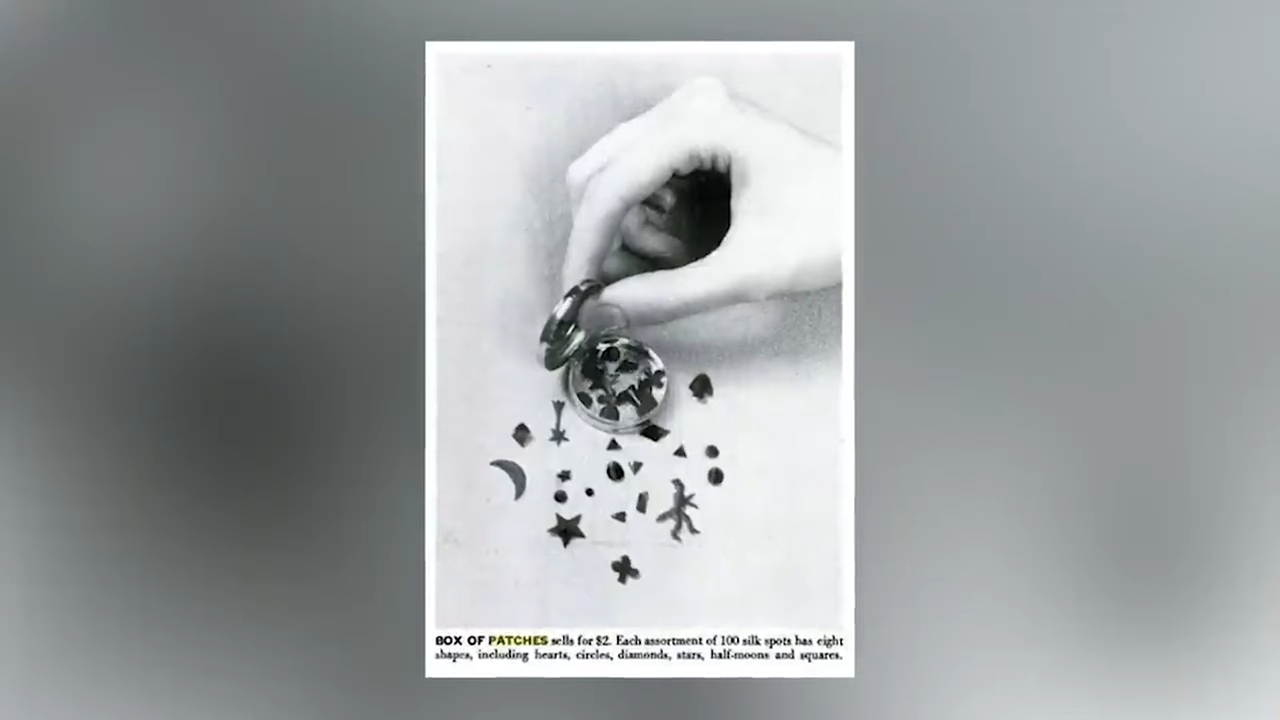 BOX OF PATCHES sells for $2. Each assortment of 100 silk spots has eight
shapes, including hearts, circles, diamonds, stars, half-moons and squares.